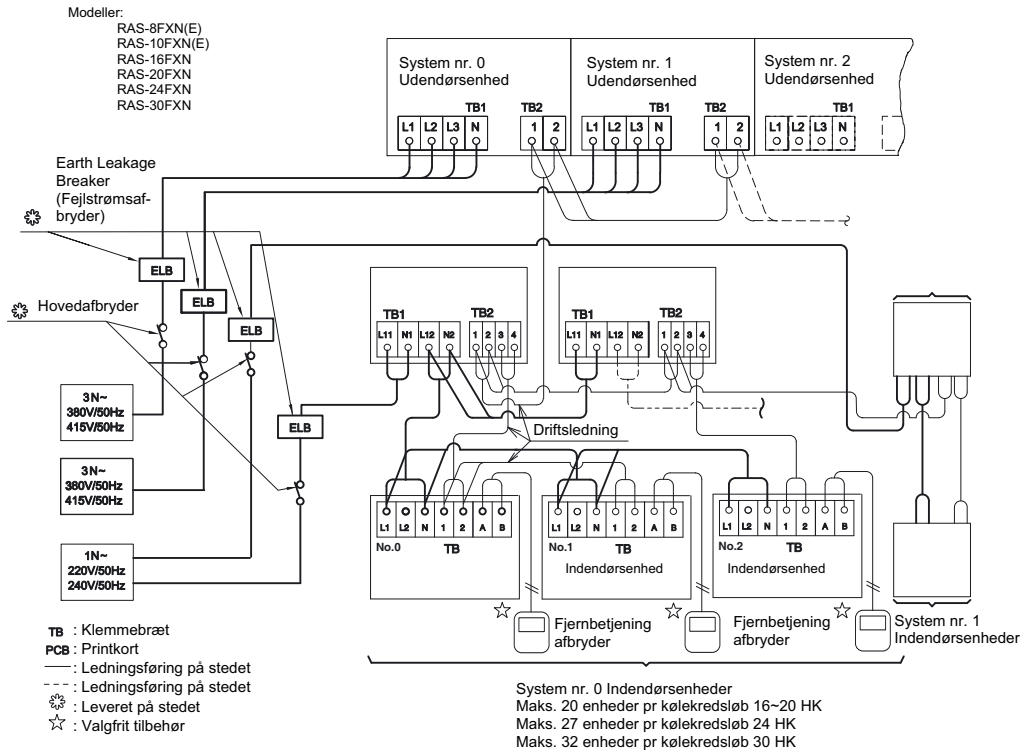 Modeller:
RAS-8FXN(E)
RAS-10FXN(E)
RAS-16FXN
RAS-20FXN
RAS-24FXN
RAS-30FXN
System nr. 0
Udendørsenhed
TB1
TB2
L1 L2 L3 N
1 2
System nr. 1
Udendørsenhed
TB1
TB2
L1 L2 L3 N
1 2
System nr. 2
Udendørsenhed
TB1
L1 L2 L3 N
Earth Leakage
Breaker
(Fejlstrømsaf-
bryder)
ELB
ELB
ELB
ELB
Hovedafbryder
3N~
380V/50Hz
415V/50Hz
3N~
380V/50Hz
415V/50Hz
1N~
220V/50Hz
240V/50Hz
TB1
TB2
L11 N1 L12 N2
1 2 3 4
TB1
TB2
L11 N1 L12 N2
1 2 3 4
Driftsledning
L1 L2 N 1 2 A B
No.0
TB
L1 L2 N 1 2 A B
No.1
TB
Indendørsenhed
L1 L2 N 1 2 A B
No.2
TB
Indendørsenhed
Fjernbetjening
afbryder
Fjernbetjening
afbryder
System nr. 1
Indendørsenheder
TB : Klemmebræt
PCB : Printkort
: Ledningsføring på stedet
: Ledningsføring på stedet
: Leveret på stedet
: Valgfrit tilbehør
System nr. 0 Indendørsenheder
Maks. 20 enheder pr kølekredsløb 16~20 HK
Maks. 27 enheder pr kølekredsløb 24 HK
Maks. 32 enheder pr kølekredsløb 30 HK